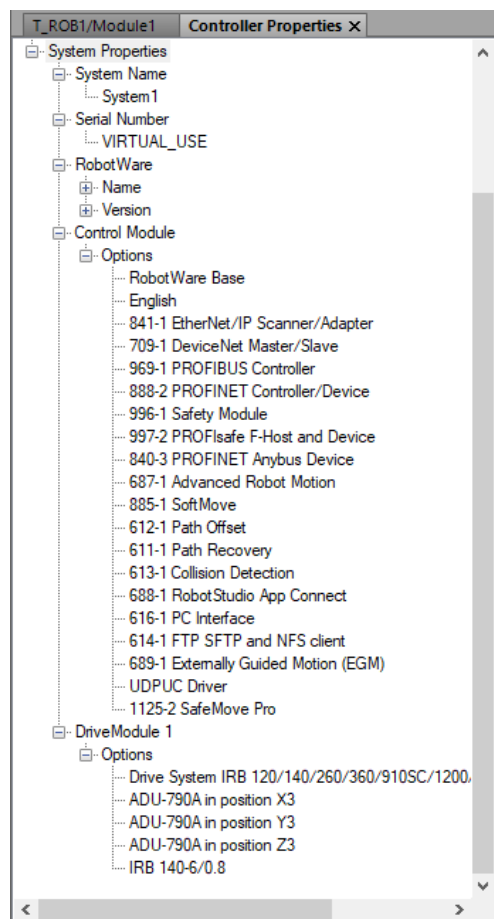 T_ROB1/Module1 Controller Properties X
System Properties
System Name
System1
Serial Number
VIRTUAL_USE
RobotWare
Name
Version
Control Module
Options
RobotWare Base
English
841-1 EtherNet/IP Scanner/Adapter
709-1 DeviceNet Master/Slave
969-1 PROFIBUS Controller
888-2 PROFINET Controller/Device
996-1 Safety Module
997-2 PROFIsafe F-Host and Device
840-3 PROFINET Anybus Device
687-1 Advanced Robot Motion
885-1 SoftMove
612-1 Path Offset
611-1 Path Recovery
613-1 Collision Detection
688-1 RobotStudio App Connect
616-1 PC Interface
614-1 FTP SFTP and NFS client
689-1 Externally Guided Motion (EGM)
UDPUC Driver
1125-2 SafeMove Pro
DriveModule 1
Options
Drive System IRB 120/140/260/360/910SC/1200/
ADU-790A in position X3
ADU-790A in position Y3
ADU-790A in position Z3
IRB 140-6/0.8